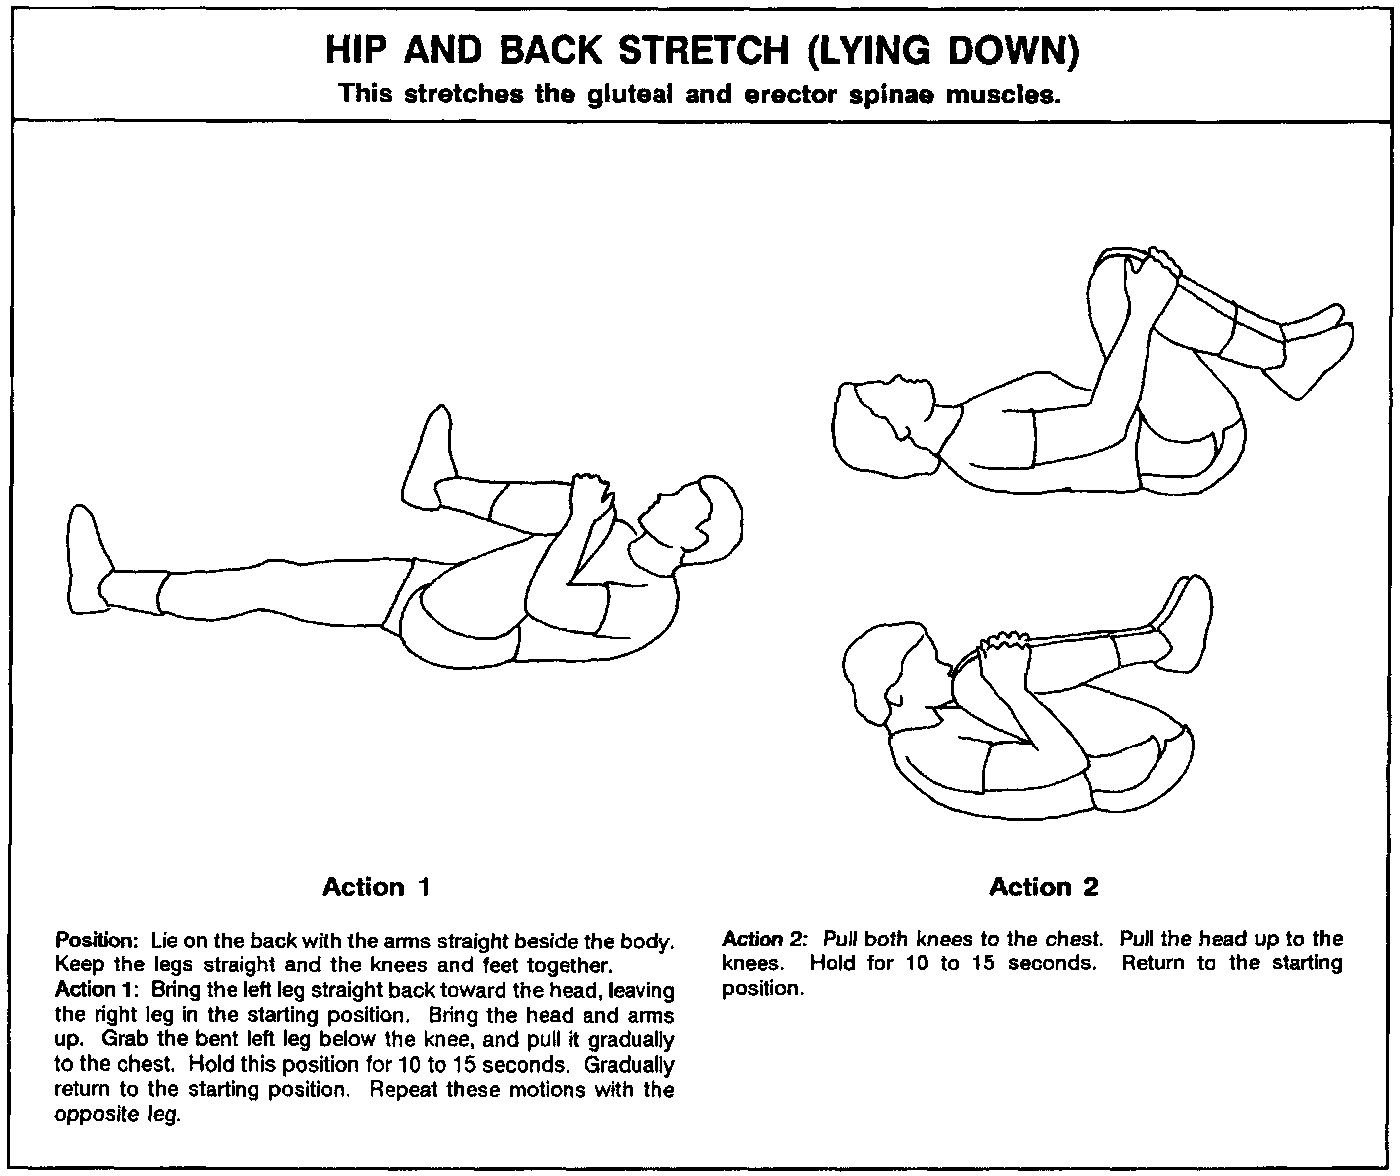 HIP AND BACK STRETCH (LYING DOWN)
This stretches the gluteal and erector spinae muscles.
Action 1
Position: Lie on the back with the arms straight beside the body.
Keep the legs straight and the knees and feet together.
Action 1: Bring the left leg straight back toward the head, leaving
the right leg in the starting position. Bring the head and arms
up. Grab the bent left leg below the knee, and pull it gradually
to the chest. Hold this position for 10 to 15 seconds. Gradually
return to the starting position. Repeat these motions with the
opposite leg.
Action 2
Action 2: Pull both knees to the chest. Pull the head up to the
knees. Hold for 10 to 15 seconds. Return to the starting
position.